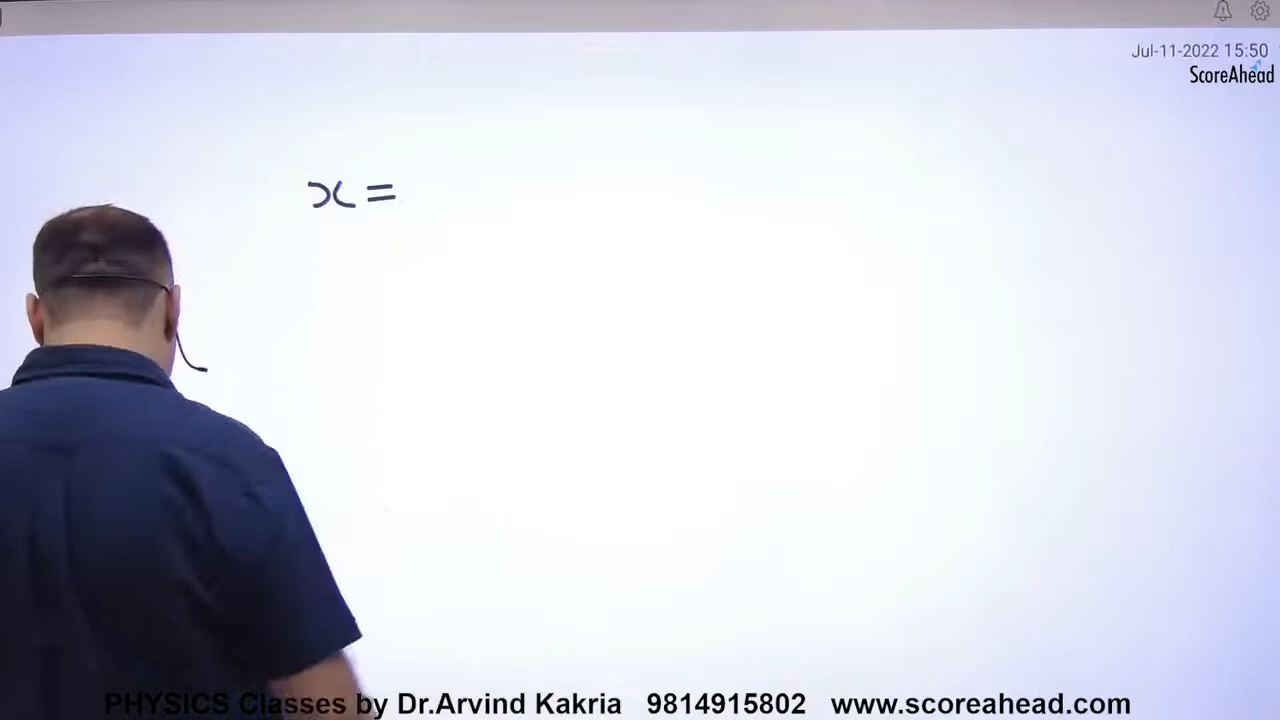 Jul-11-2022 15:50
ScoreAhead
x =
PHYSICS Classes by Dr.Arvind Kakria 9814915802 www.scoreahead.com